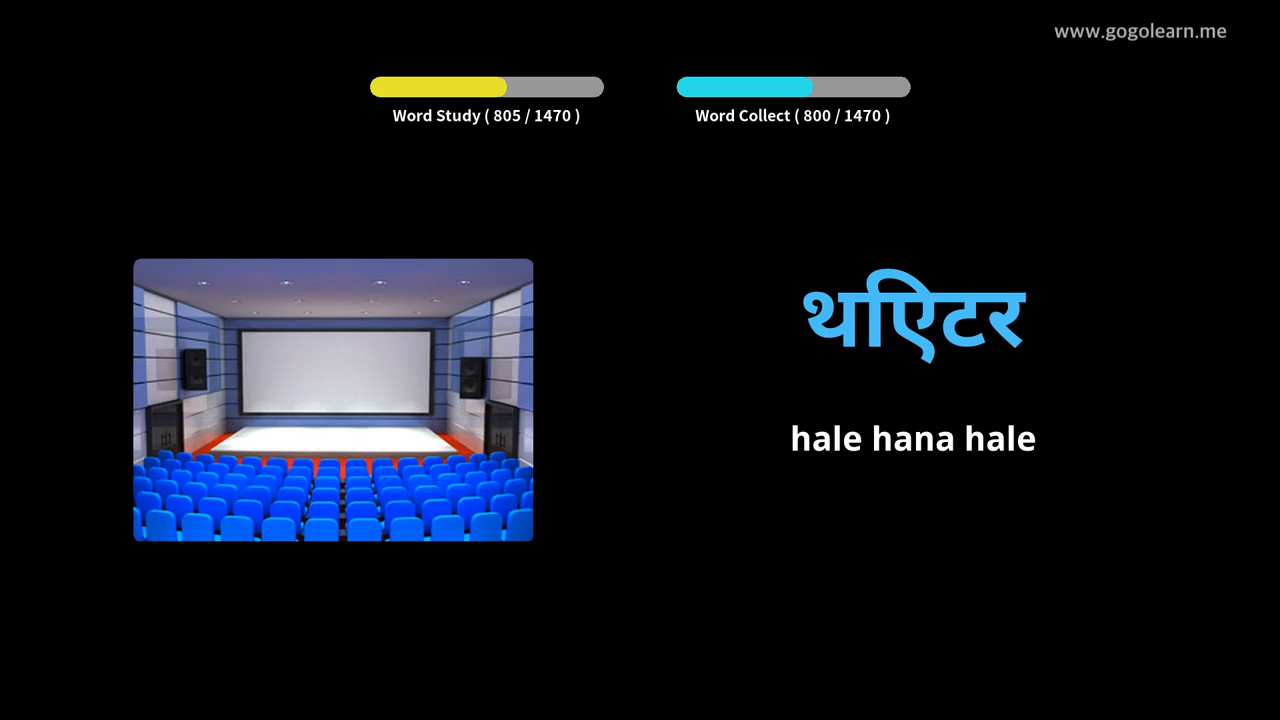 www.gogolearn.me
Word Study ( 805 / 1470 )
Word Collect ( 800 / 1470 )
थएिटर
hale hana hale